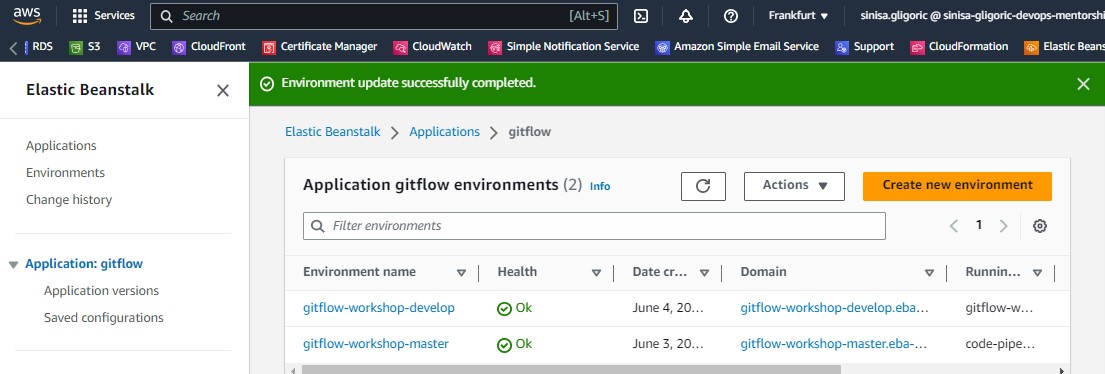 aws Services Search [Alt+S] Frankfurt sinisa.gligoric @ sinisa-gligoric-devops-mentorshi
RDS S3 VPC CloudFront Certificate Manager CloudWatch Simple Notification Service Amazon Simple Email Service Support CloudFormation Elastic Beans
Elastic Beanstalk
Applications
Environments
Change history
Application: gitflow
Application versions
Saved configurations
Environment update successfully completed.
Elastic Beanstalk Applications gitflow
Application gitflow environments (2) Info Actions Create new environment
Filter environments 1
Environment name Health Date cr... Domain Runnin...
gitflow-workshop-develop Ok June 4, 20... gitflow-workshop-develop.eba... gitflow-w...
gitflow-workshop-master Ok June 3, 20... gitflow-workshop-master.eba-... code-pipe...